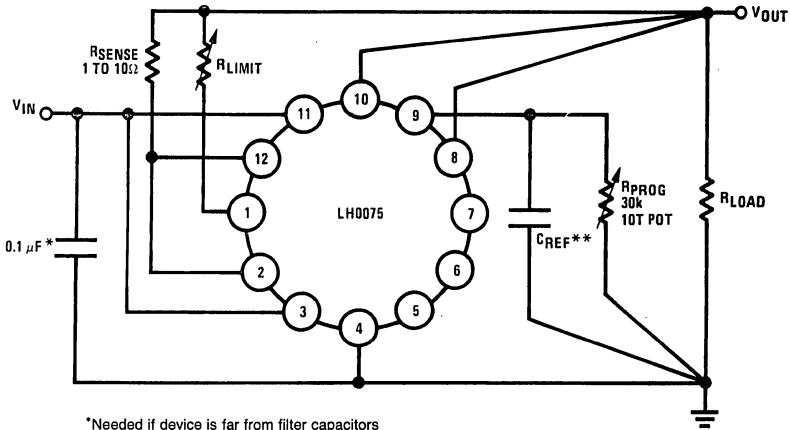 VOUT
RSENSE
1 TO 10Ω
RLIMIT
VIN
10
11
9
12
8
1
LH0075
7
RPROG
30k
10T POT
RLOAD
0.1 μF*
CREF**
2
6
3
5
4
*Needed if device is far from filter capacitors